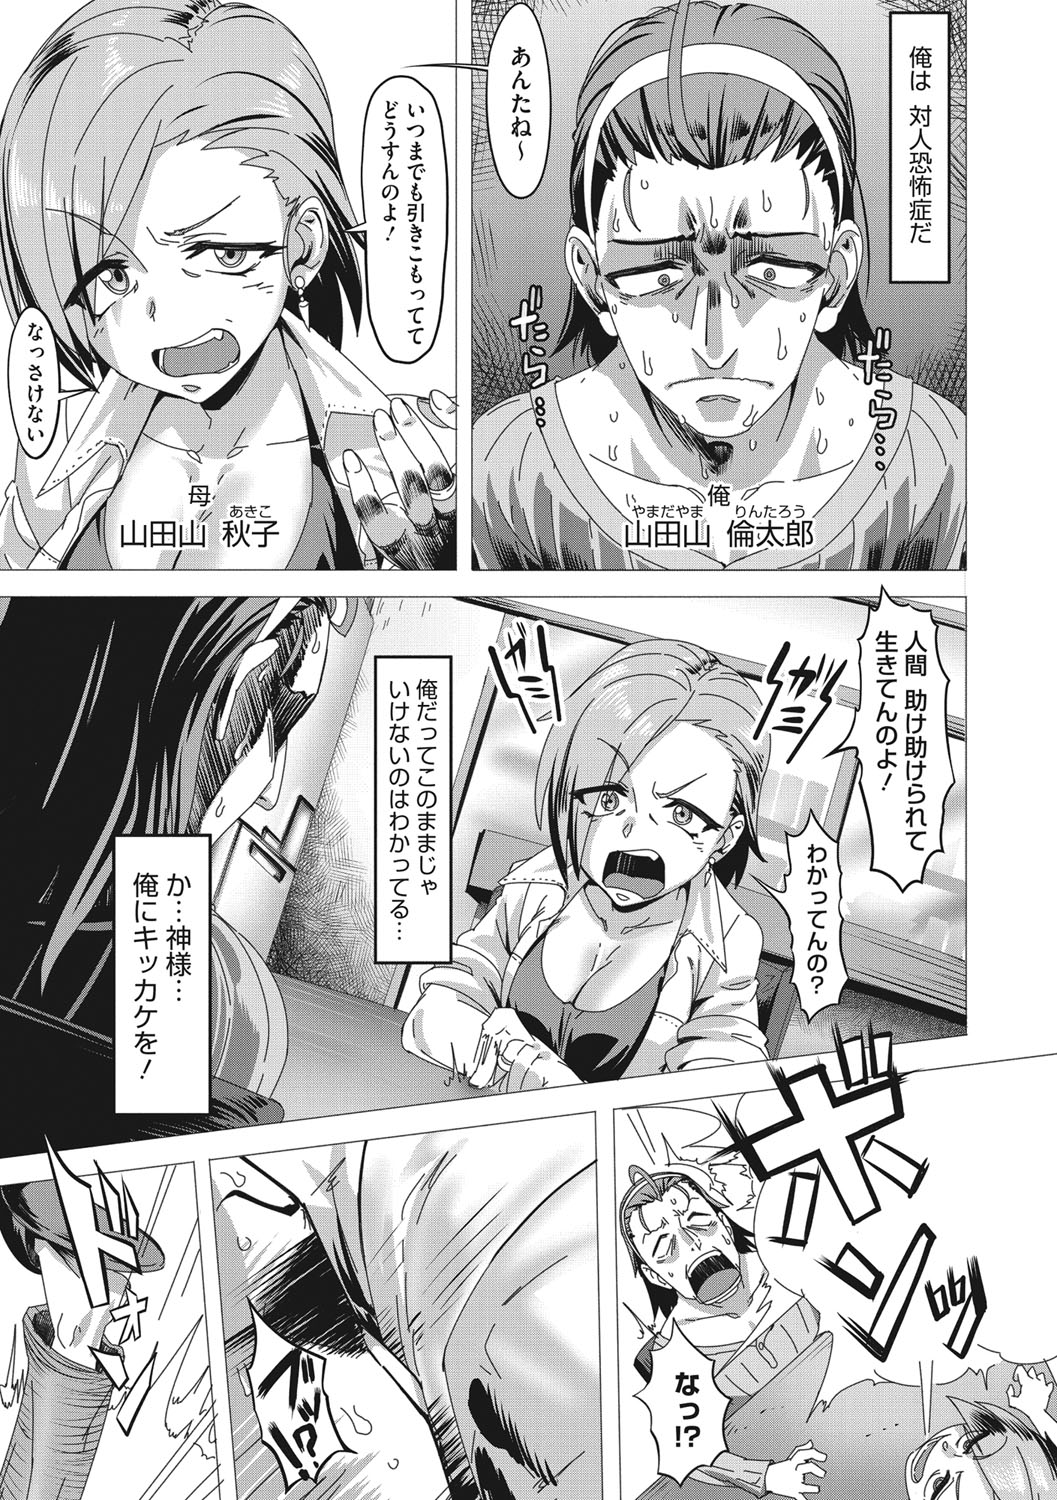 俺は 対人恐怖症だ
だらだら…
だらだら…
俺
やまだやま りんたろう
山田山 倫太郎
あんたね～
いつまでも引きこもってて
どうすんのよ！
なっさけない
母
あきこ
山田山 秋子
人間 助け助けられて
生きてんのよ！
わかってんの？
俺だってこのままじゃ
いけないのはわかってる…
か…神様…
俺にキッカケを！
ギンッ
なっ!?